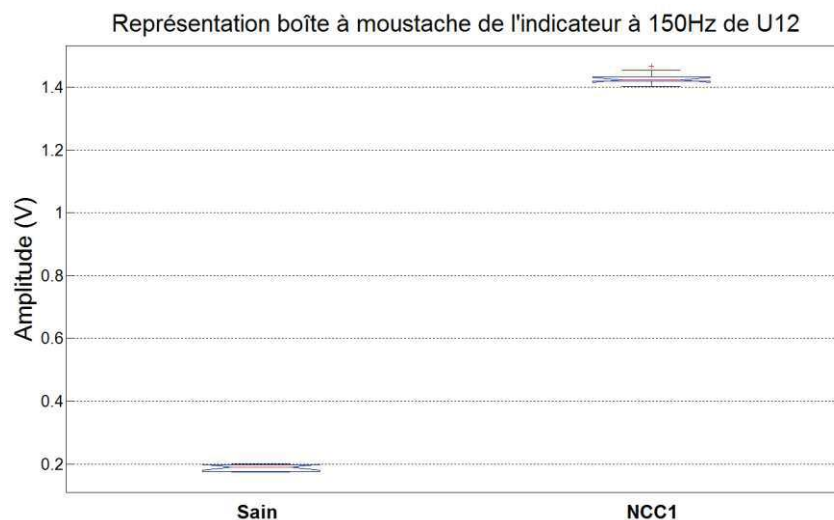 Représentation boîte à moustache de l'indicateur à 150Hz de U12
Amplitude (V)
1.4
1.2
1
0.8
0.6
0.4
0.2
Sain NCC1